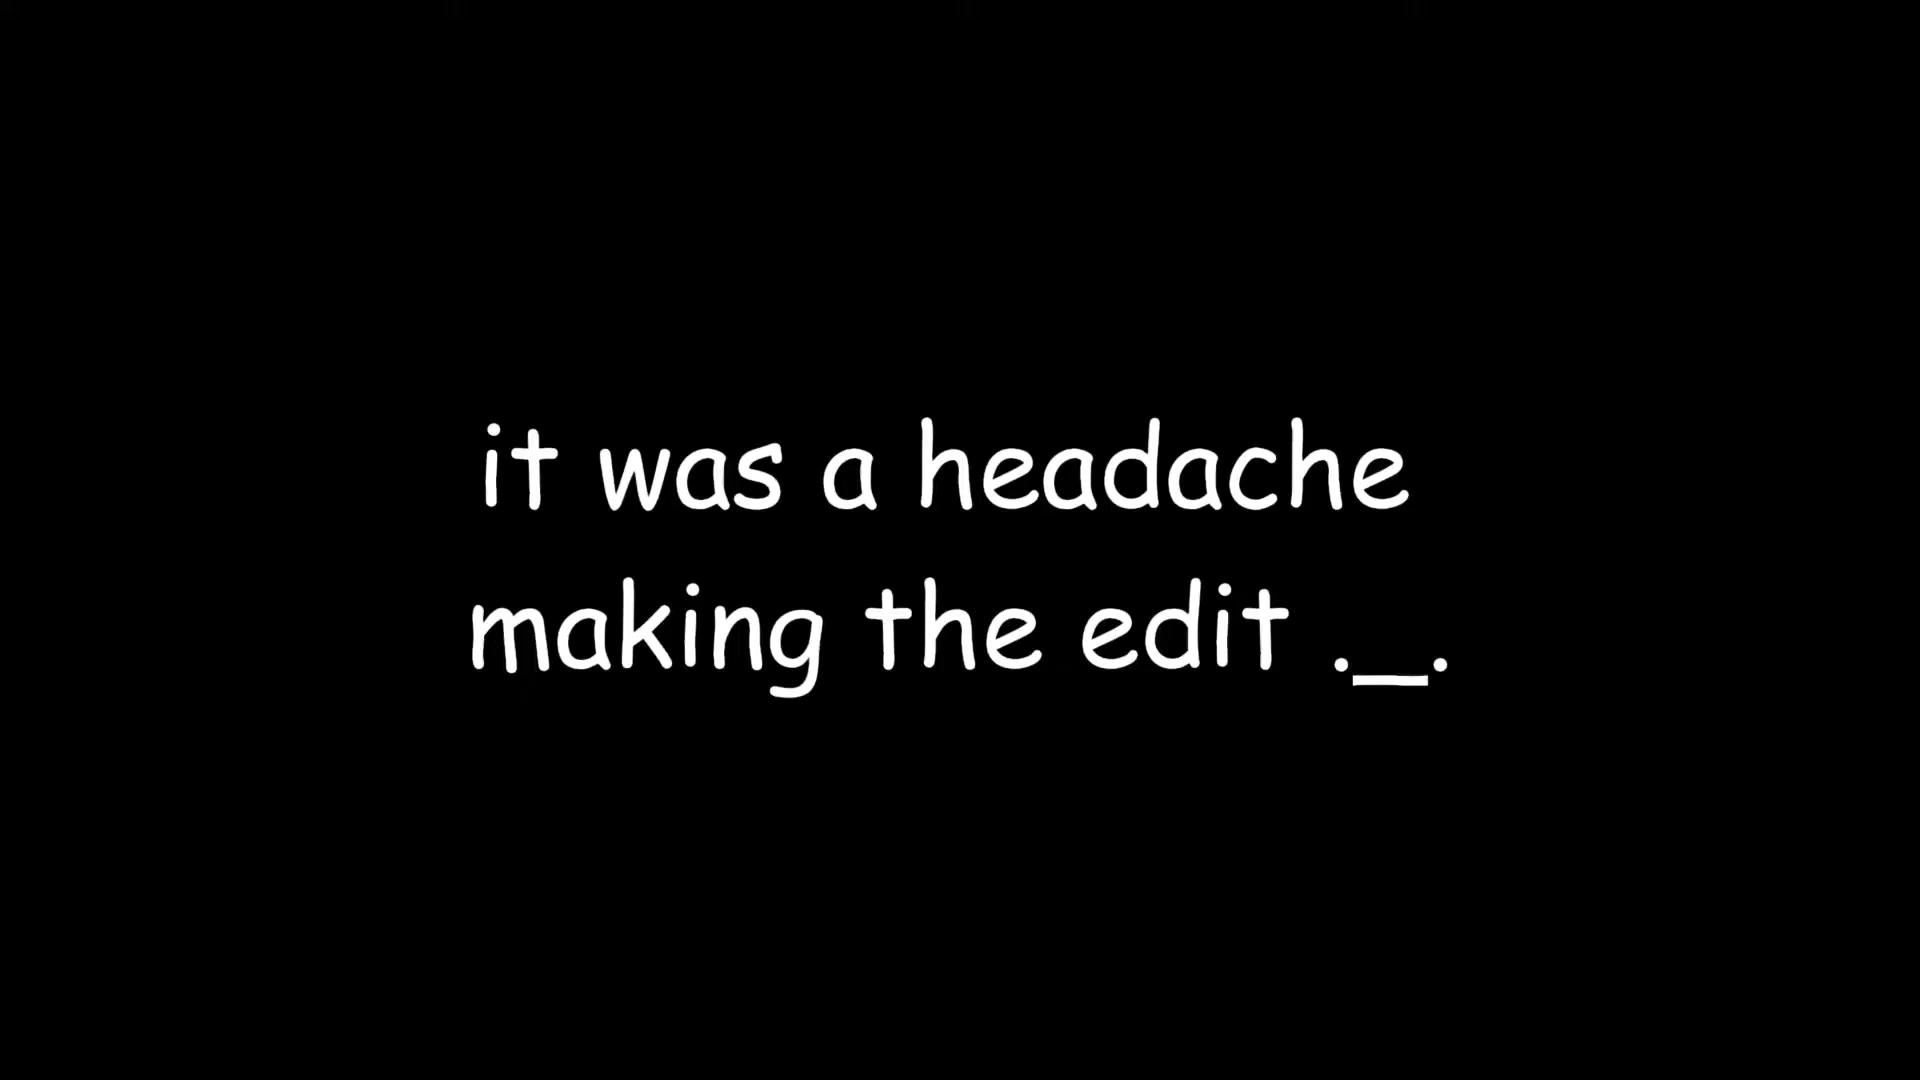 it was a headache
making the edit ._.